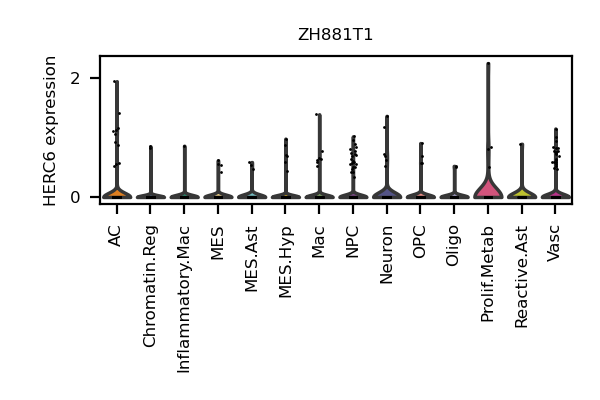 ZH881T1
HERC6 expression
2
0
AC
Chromatin.Reg
Inflammatory.Mac
MES
MES.Ast
MES.Hyp
Mac
NPC
Neuron
OPC
Oligo
Prolif.Metab
Reactive.Ast
Vasc